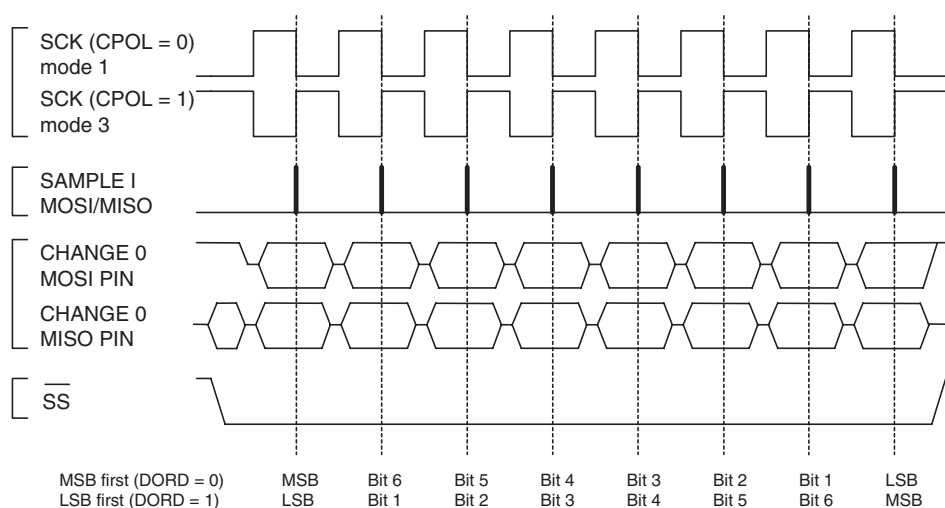 SCK (CPOL = 0)
mode 1
SCK (CPOL = 1)
mode 3
SAMPLE I
MOSI/MISO
CHANGE 0
MOSI PIN
CHANGE 0
MISO PIN
SS
MSB first (DORD = 0) MSB Bit 6 Bit 5 Bit 4 Bit 3 Bit 2 Bit 1 LSB
LSB first (DORD = 1) LSB Bit 1 Bit 2 Bit 3 Bit 4 Bit 5 Bit 6 MSB